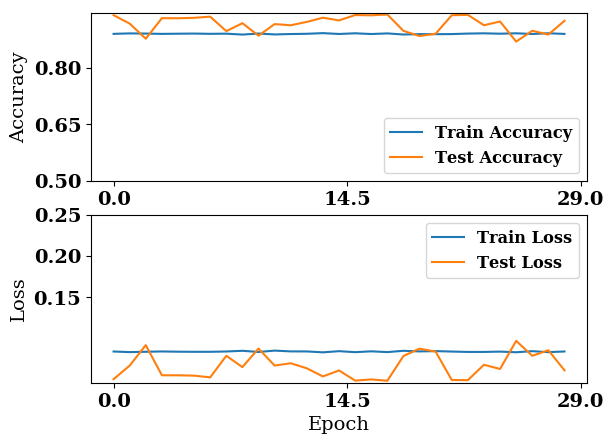 0.80
0.65
0.50
Accuracy
Train Accuracy
Test Accuracy
0.0 14.5 29.0
0.25
0.20
0.15
Loss
Train Loss
Test Loss
0.0 14.5 29.0
Epoch